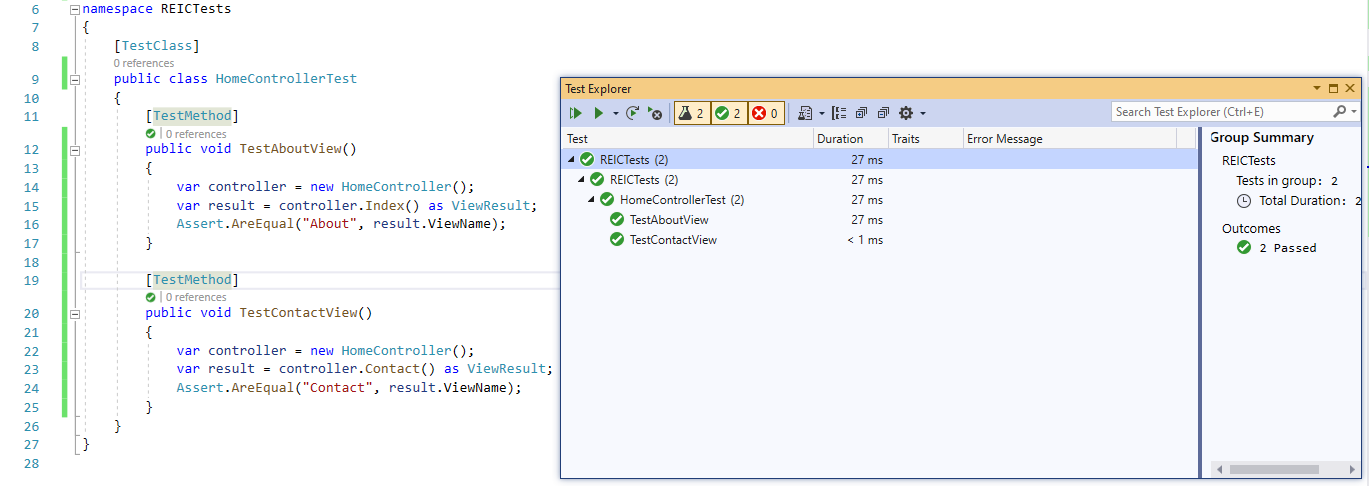 6 namespace REICTests
7 {
8 [TestClass]
0 references
9 public class HomeControllerTest
10 {
11 [TestMethod]
| 0 references
12 public void TestAboutView()
13 {
14 var controller = new HomeController();
15 var result = controller.Index() as ViewResult;
16 Assert.AreEqual("About", result.ViewName);
17 }
18
19 [TestMethod]
| 0 references
20 public void TestContactView()
21 {
22 var controller = new HomeController();
23 var result = controller.Contact() as ViewResult;
24 Assert.AreEqual("Contact", result.ViewName);
25 }
26 }
27 }
28
Test Explorer
2 2 0 Search Test Explorer (Ctrl+E)
Test Duration Traits Error Message
REICTests (2) 27 ms
REICTests (2) 27 ms
HomeControllerTest (2) 27 ms
TestAboutView 27 ms
TestContactView < 1 ms
Group Summary
REICTests
Tests in group: 2
Total Duration: 2
Outcomes
2 Passed